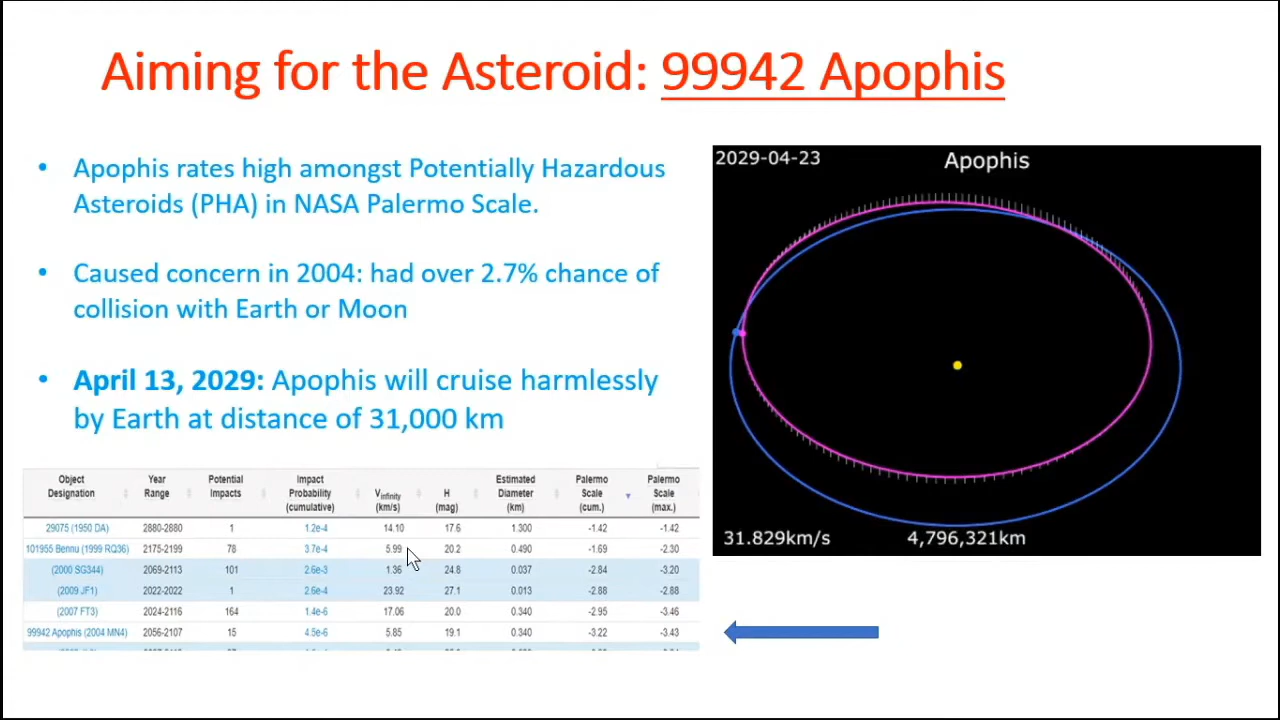 Aiming for the Asteroid: 99942 Apophis
• Apophis rates high amongst Potentially Hazardous
Asteroids (PHA) in NASA Palermo Scale.
• Caused concern in 2004: had over 2.7% chance of
collision with Earth or Moon
• April 13, 2029: Apophis will cruise harmlessly
by Earth at distance of 31,000 km
2029-04-23
Apophis
31.829km/s
4,796,321km
Object Designation Year Range Potential Impacts Impact Probability (cumulative) Vinfinity (km/s) H (mag) Estimated Diameter (km) Palermo Scale (cum.) Palermo Scale (max.)
29075 (1950 DA) 2880-2880 1 1.2e-4 14.10 17.6 1.300 -1.42 -1.42
101955 Bennu (1999 RQ36) 2175-2199 78 3.7e-4 5.99 20.2 0.490 -1.69 -2.30
(2000 SG344) 2069-2113 101 2.6e-3 1.36 24.8 0.037 -2.84 -3.20
(2009 JF1) 2022-2022 1 2.6e-4 23.92 27.1 0.013 -2.88 -2.88
(2007 FT3) 2024-2116 164 1.4e-6 17.06 20.0 0.340 -2.95 -3.46
99942 Apophis (2004 MN4) 2056-2107 15 4.5e-6 5.85 19.1 0.340 -3.22 -3.43